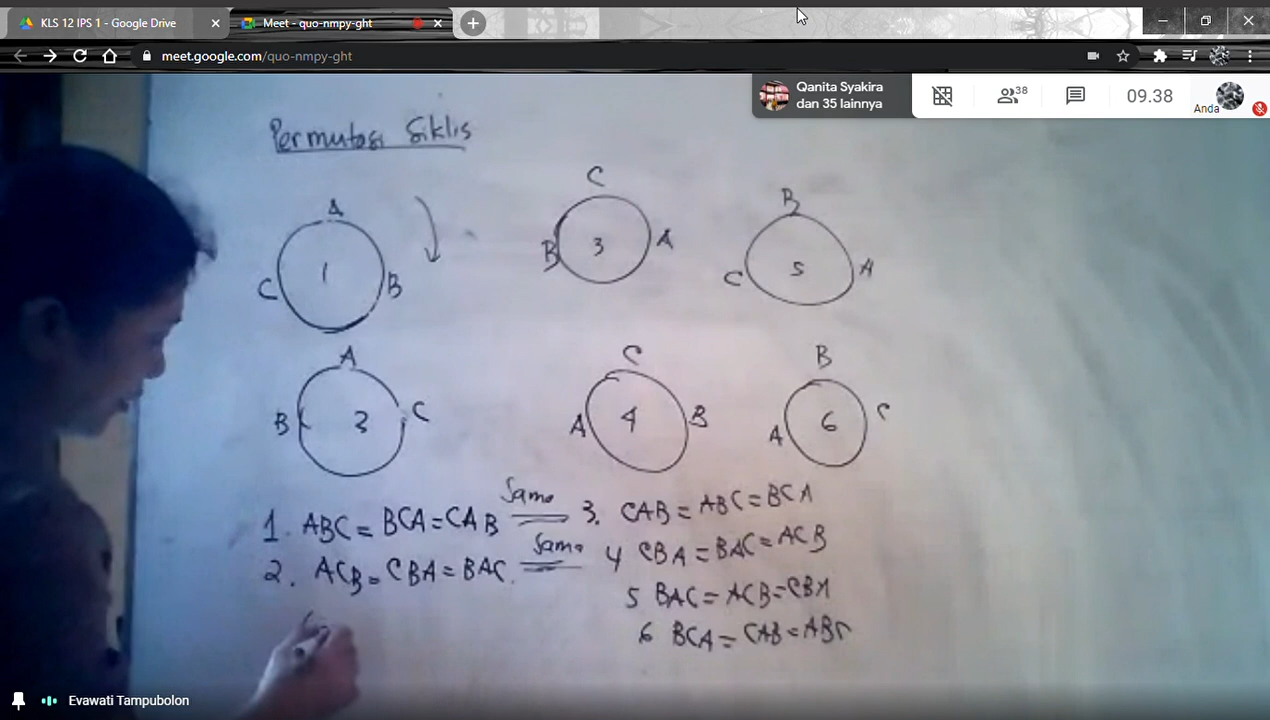 KLS 12 IPS 1 - Google Drive
Meet - quo-nmpy-ght
meet.google.com/quo-nmpy-ght
Qanita Syakira
dan 35 lainnya
38
09.38
Anda
Permutasi Siklis
A
C 1 B
C
B 3 A
B
C 5 A
A
B 2 C
C
A 4 B
B
A 6 C
1. ABC = BCA = CAB Sama 3. CAB = ABC = BCA
2. ACB = CBA = BAC. Sama 4 CBA = BAC = ACB
5 BAC = ACB = CBA
6 BCA = CAB = ABC
Evawati Tampubolon